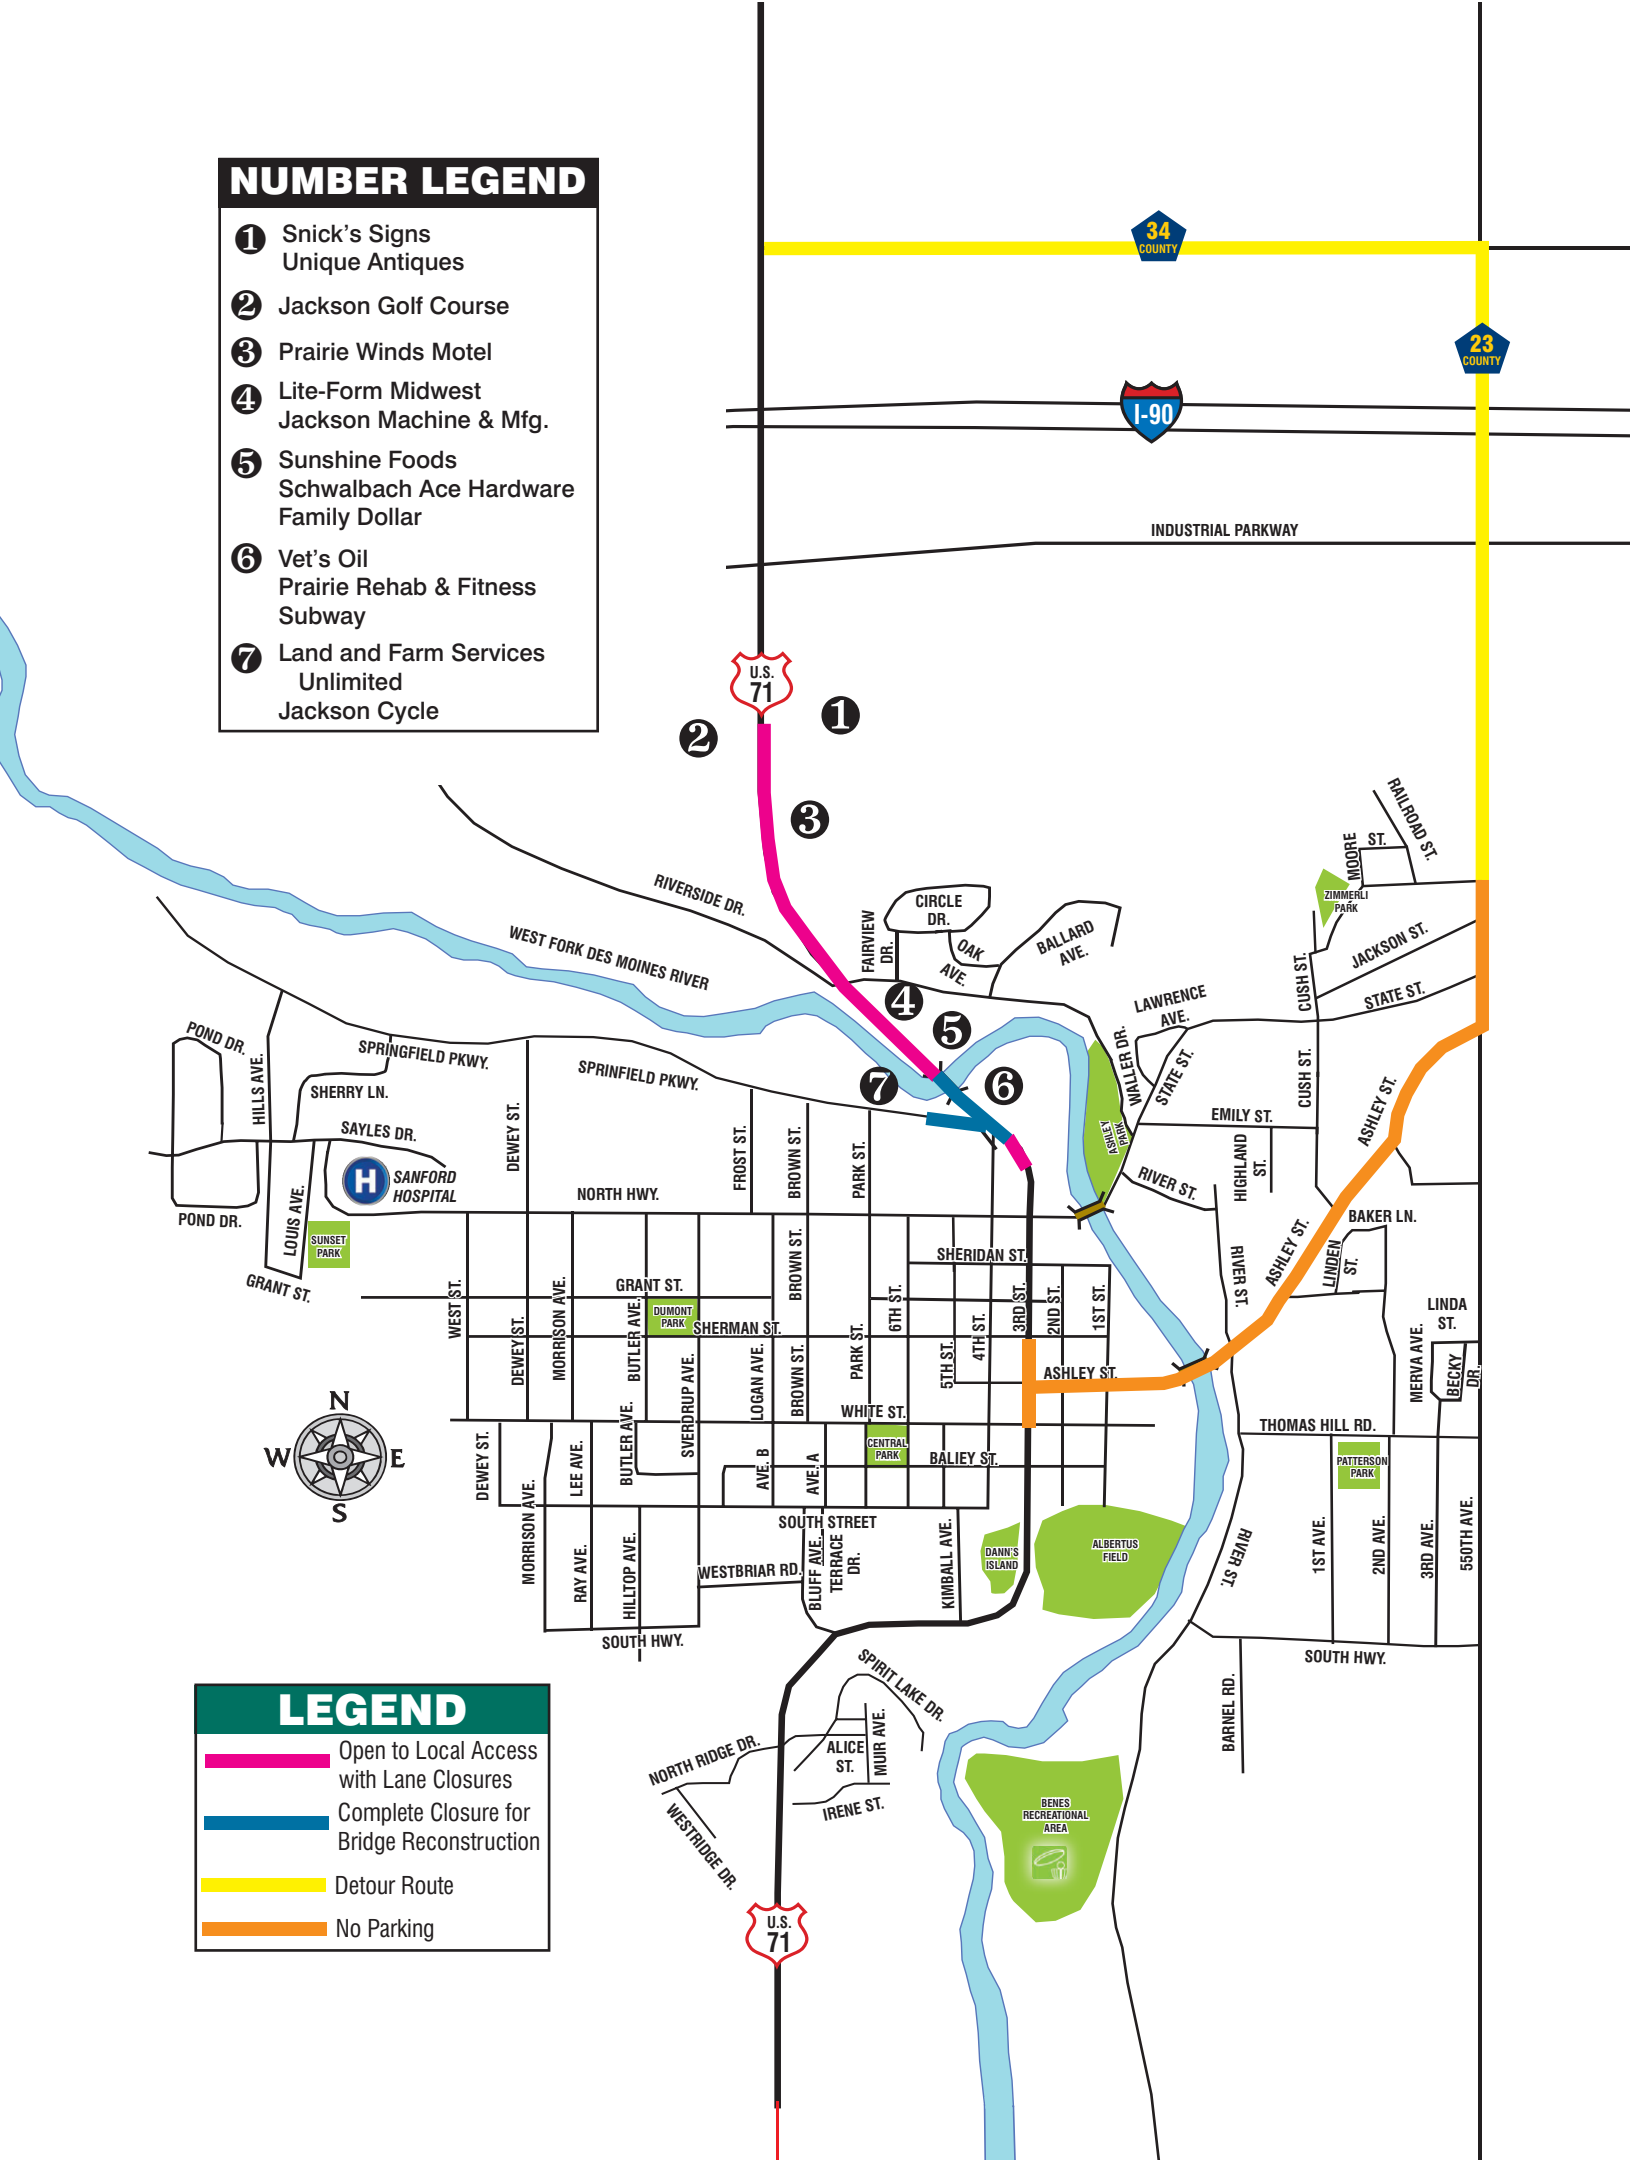 NUMBER LEGEND
1 Snick's Signs
Unique Antiques
2 Jackson Golf Course
3 Prairie Winds Motel
4 Lite-Form Midwest
Jackson Machine & Mfg.
5 Sunshine Foods
Schwalbach Ace Hardware
Family Dollar
6 Vet's Oil
Prairie Rehab & Fitness
Subway
7 Land and Farm Services
Unlimited
Jackson Cycle
34
COUNTY
23
COUNTY
I-90
INDUSTRIAL PARKWAY
U.S.
71
1
2
3
RIVERSIDE DR.
WEST FORK DES MOINES RIVER
CIRCLE
DR.
FAIRVIEW
DR.
OAK
AVE.
BALLARD
AVE.
RAILROAD ST.
MOORE
ST.
ZIMMERLI
PARK
JACKSON ST.
STATE ST.
CUSH ST.
LAWRENCE
AVE.
WALLER DR.
STATE ST.
CUSH ST.
EMILY ST.
HIGHLAND
ST.
ASHLEY
PARK
RIVER ST.
ASHLEY ST.
4
5
6
7
POND DR.
HILLS AVE.
SPRINGFIELD PKWY.
SPRINFIELD PKWY.
SHERRY LN.
SAYLES DR.
H
SANFORD
HOSPITAL
LOUIS AVE.
POND DR.
SUNSET
PARK
GRANT ST.
DEWEY ST.
FROST ST.
BROWN ST.
PARK ST.
NORTH HWY.
SHERIDAN ST.
GRANT ST.
DUMONT
PARK
SHERMAN ST.
WEST ST.
DEWEY ST.
MORRISON AVE.
BUTLER AVE.
SVERDRUP AVE.
LOGAN AVE.
BROWN ST.
BROWN ST.
PARK ST.
6TH ST.
5TH ST.
4TH ST.
3RD ST.
2ND ST.
1ST ST.
ASHLEY ST.
WHITE ST.
RIVER ST.
ASHLEY ST.
BAKER LN.
LINDEN
ST.
LINDA
ST.
MERVA AVE.
BECKY
DR.
THOMAS HILL RD.
PATTERSON
PARK
1ST AVE.
2ND AVE.
3RD AVE.
550TH AVE.
RIVER ST.
SOUTH HWY.
BARNEL RD.
N
W
E
S
DEWEY ST.
MORRISON AVE.
LEE AVE.
BUTLER AVE.
AVE. B
AVE. A
CENTRAL
PARK
BALIEY ST.
SOUTH STREET
RAY AVE.
HILLTOP AVE.
WESTBRIAR RD.
BLUFF AVE.
TERRACE
DR.
KIMBALL AVE.
DANN'S
ISLAND
ALBERTUS
FIELD
SOUTH HWY.
SPIRIT LAKE DR.
NORTH RIDGE DR.
ALICE
ST.
MUIR AVE.
IRENE ST.
WESTRIDGE DR.
BENES
RECREATIONAL
AREA
U.S.
71
LEGEND
Open to Local Access
with Lane Closures
Complete Closure for
Bridge Reconstruction
Detour Route
No Parking